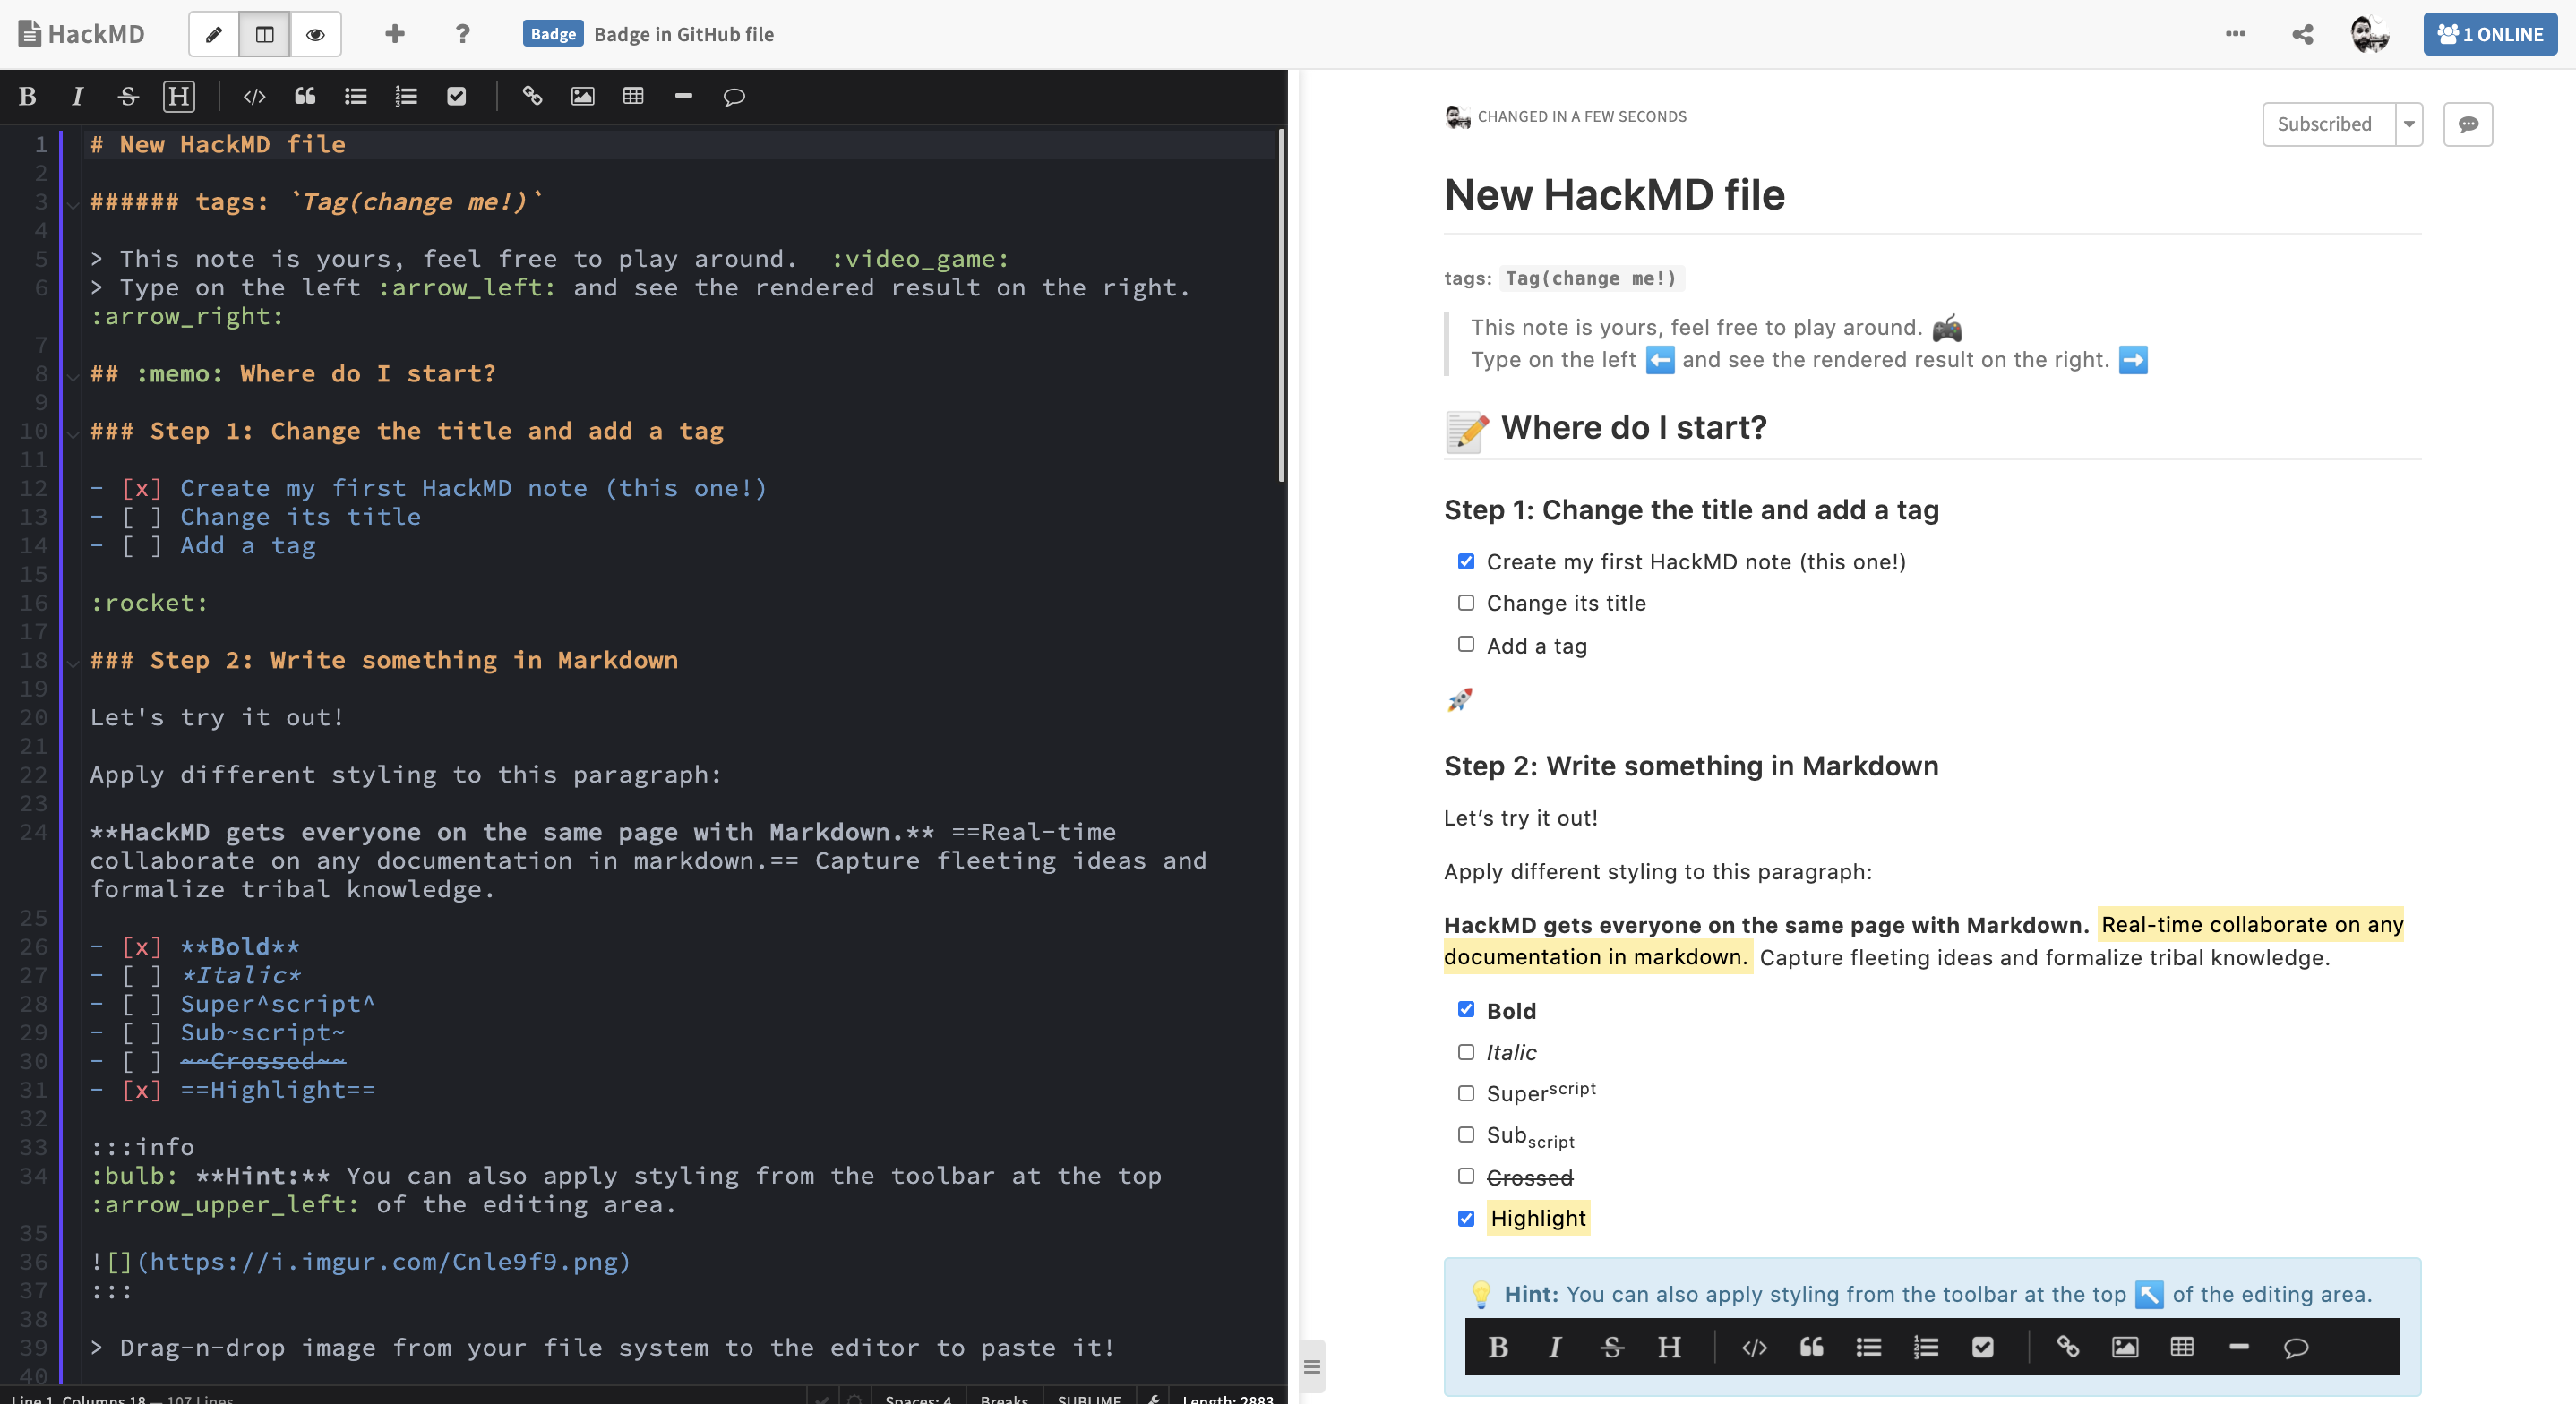 HackMD
Badge Badge in GitHub file
1 ONLINE
1 # New HackMD file
2
3 ###### tags: `Tag(change me!)`
4
5 > This note is yours, feel free to play around.  :video_game:
6 > Type on the left :arrow_left: and see the rendered result on the right.
:arrow_right:
7
8 ## :memo: Where do I start?
9
10 ### Step 1: Change the title and add a tag
11
12 - [x] Create my first HackMD note (this one!)
13 - [ ] Change its title
14 - [ ] Add a tag
15
16 :rocket:
17
18 ### Step 2: Write something in Markdown
19
20 Let's try it out!
21
22 Apply different styling to this paragraph:
23
24 **HackMD gets everyone on the same page with Markdown.** ==Real-time
collaborate on any documentation in markdown.== Capture fleeting ideas and
formalize tribal knowledge.
25
26 - [x] **Bold**
27 - [ ] *Italic*
28 - [ ] Super^script^
29 - [ ] Sub~script~
30 - [ ] ~~Crossed~~
31 - [x] ==Highlight==
32
33 :::info
34 :bulb: **Hint:** You can also apply styling from the toolbar at the top
:arrow_upper_left: of the editing area.
35
36 ![](https://i.imgur.com/Cnle9f9.png)
37 :::
38
39 > Drag-n-drop image from your file system to the editor to paste it!
40
Line 1, Columns 18 — 107 Lines
Spaces: 4 Breaks SUBLIME Length: 2883
CHANGED IN A FEW SECONDS
Subscribed
New HackMD file
tags: Tag(change me!)
This note is yours, feel free to play around. 🎮
Type on the left ⬅️ and see the rendered result on the right. ➡️
📝 Where do I start?
Step 1: Change the title and add a tag
Create my first HackMD note (this one!)
Change its title
Add a tag
🚀
Step 2: Write something in Markdown
Let’s try it out!
Apply different styling to this paragraph:
HackMD gets everyone on the same page with Markdown. Real-time collaborate on any
documentation in markdown. Capture fleeting ideas and formalize tribal knowledge.
Bold
Italic
Superscript
Subscript
Crossed
Highlight
💡 Hint: You can also apply styling from the toolbar at the top ↖️ of the editing area.
B I S H